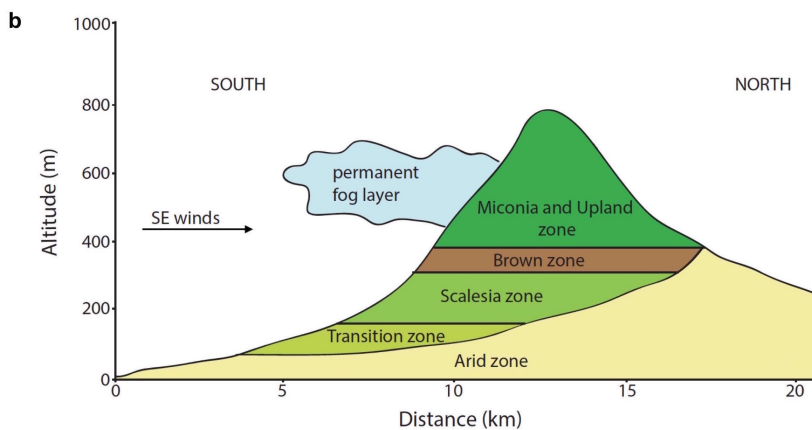 b
1000
800
600
400
200
0
Altitude (m)
SOUTH
NORTH
permanent
fog layer
SE winds
Miconia and Upland
zone
Brown zone
Scalesia zone
Transition zone
Arid zone
0
5
10
15
20
Distance (km)